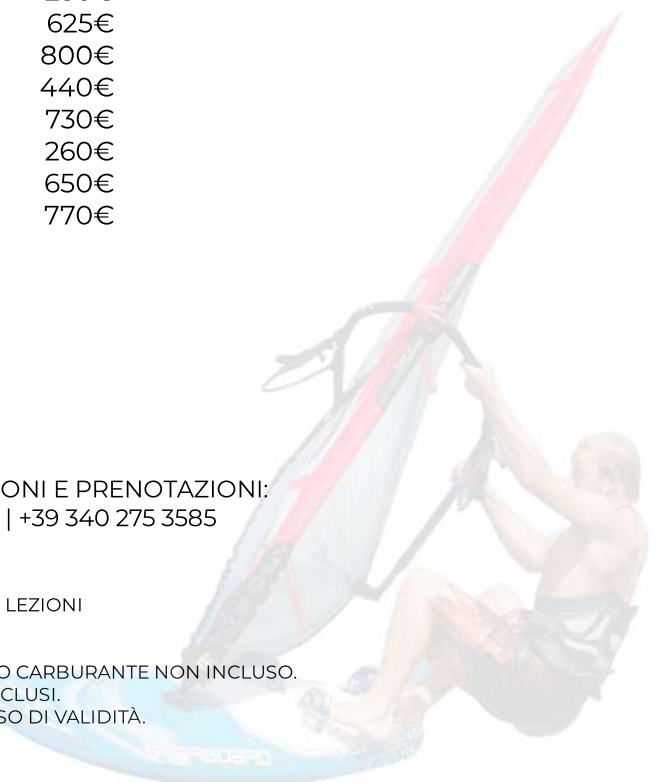 625€
800€
440€
730€
260€
650€
770€
ONI E PRENOTAZIONI:
| +39 340 275 3585
LEZIONI
O CARBURANTE NON INCLUSO.
CLUSI.
SO DI VALIDITÀ.